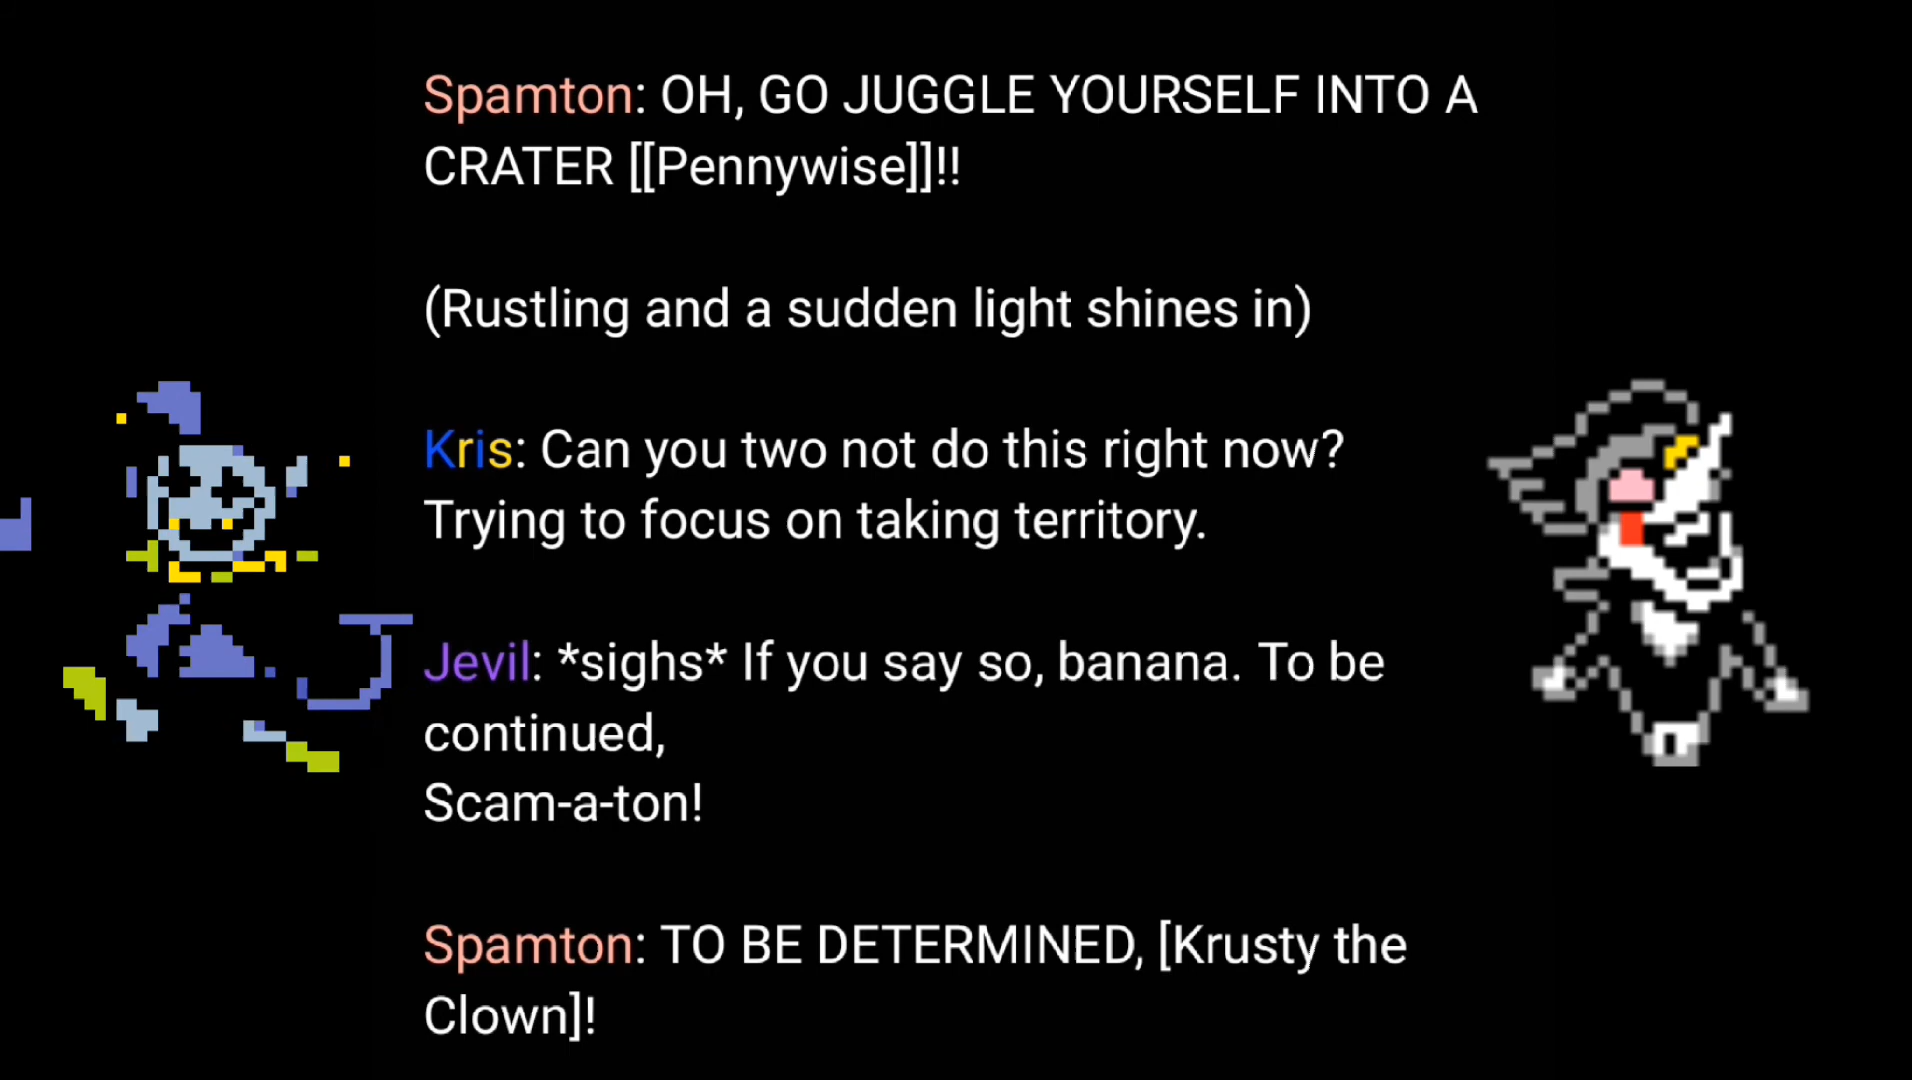 Spamton: OH, GO JUGGLE YOURSELF INTO A
CRATER [[Pennywise]]!!
(Rustling and a sudden light shines in)
Kris: Can you two not do this right now?
Trying to focus on taking territory.
Jevil: *sighs* If you say so, banana. To be
continued,
Scam-a-ton!
Spamton: TO BE DETERMINED, [Krusty the
Clown]!